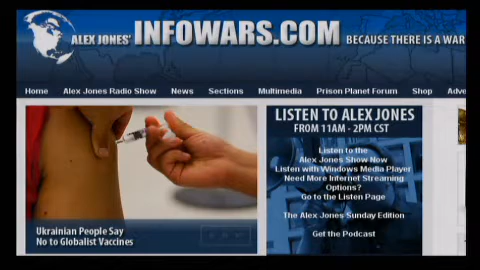 ALEX JONES' INFOWARS.COM BECAUSE THERE IS A WAR
Home Alex Jones Radio Show News Sections Multimedia Prison Planet Forum Shop Adve
LISTEN TO ALEX JONES
FROM 11AM - 2PM CST
Listen to the
Alex Jones Show Now
Listen with Windows Media Player
Need More Internet Streaming
Options?
Go to the Listen Page
The Alex Jones Sunday Edition
Get the Podcast
Ukrainian People Say
No to Globalist Vaccines